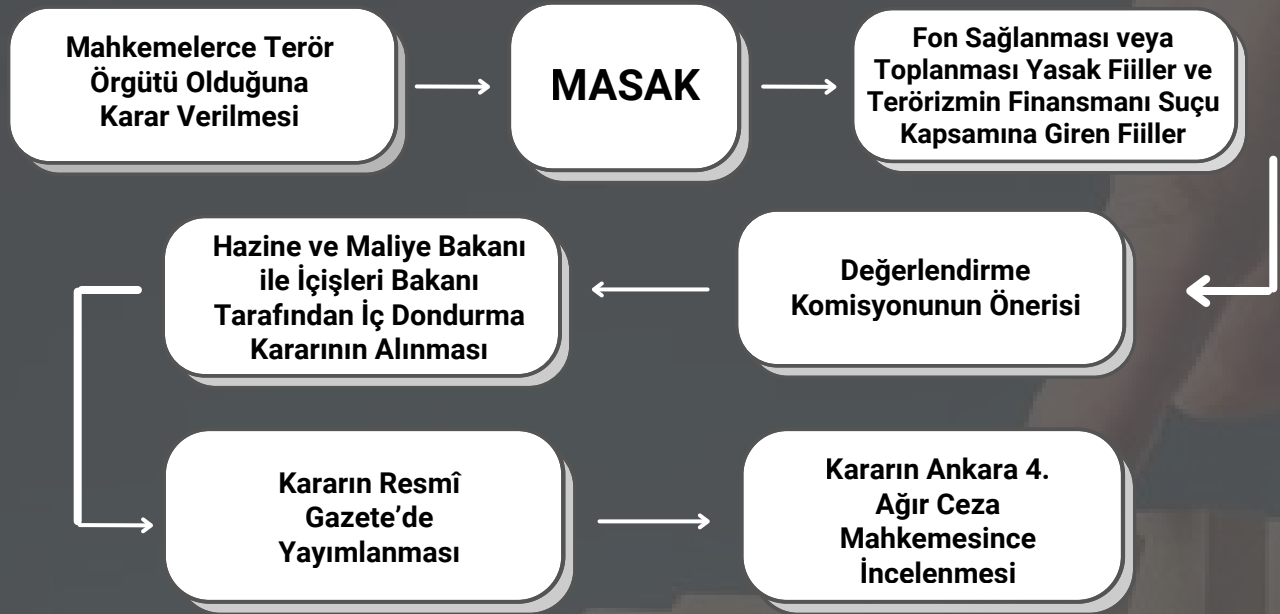 Mahkemelerce Terör
Örgütü Olduğuna
Karar Verilmesi
MASAK
Fon Sağlanması veya
Toplanması Yasak Fiiller ve
Terörizmin Finansmanı Suçu
Kapsamına Giren Fiiller
Değerlendirme
Komisyonunun Önerisi
Hazine ve Maliye Bakanı
ile İçişleri Bakanı
Tarafından İç Dondurma
Kararının Alınması
Kararın Resmî
Gazete’de
Yayımlanması
Kararın Ankara 4.
Ağır Ceza
Mahkemesince
İncelenmesi